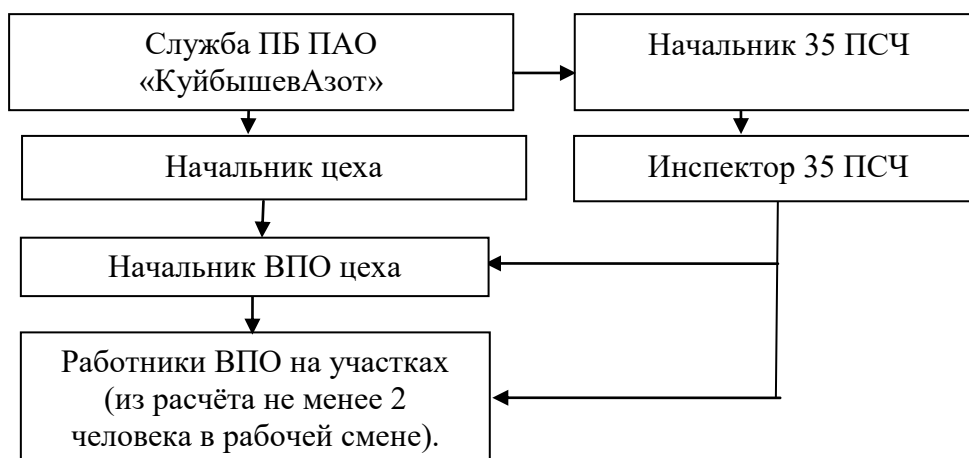 Служба ПБ ПАО
«КуйбышевАзот»
Начальник 35 ПСЧ
Начальник цеха
Инспектор 35 ПСЧ
Начальник ВПО цеха
Работники ВПО на участках
(из расчёта не менее 2
человека в рабочей смене).